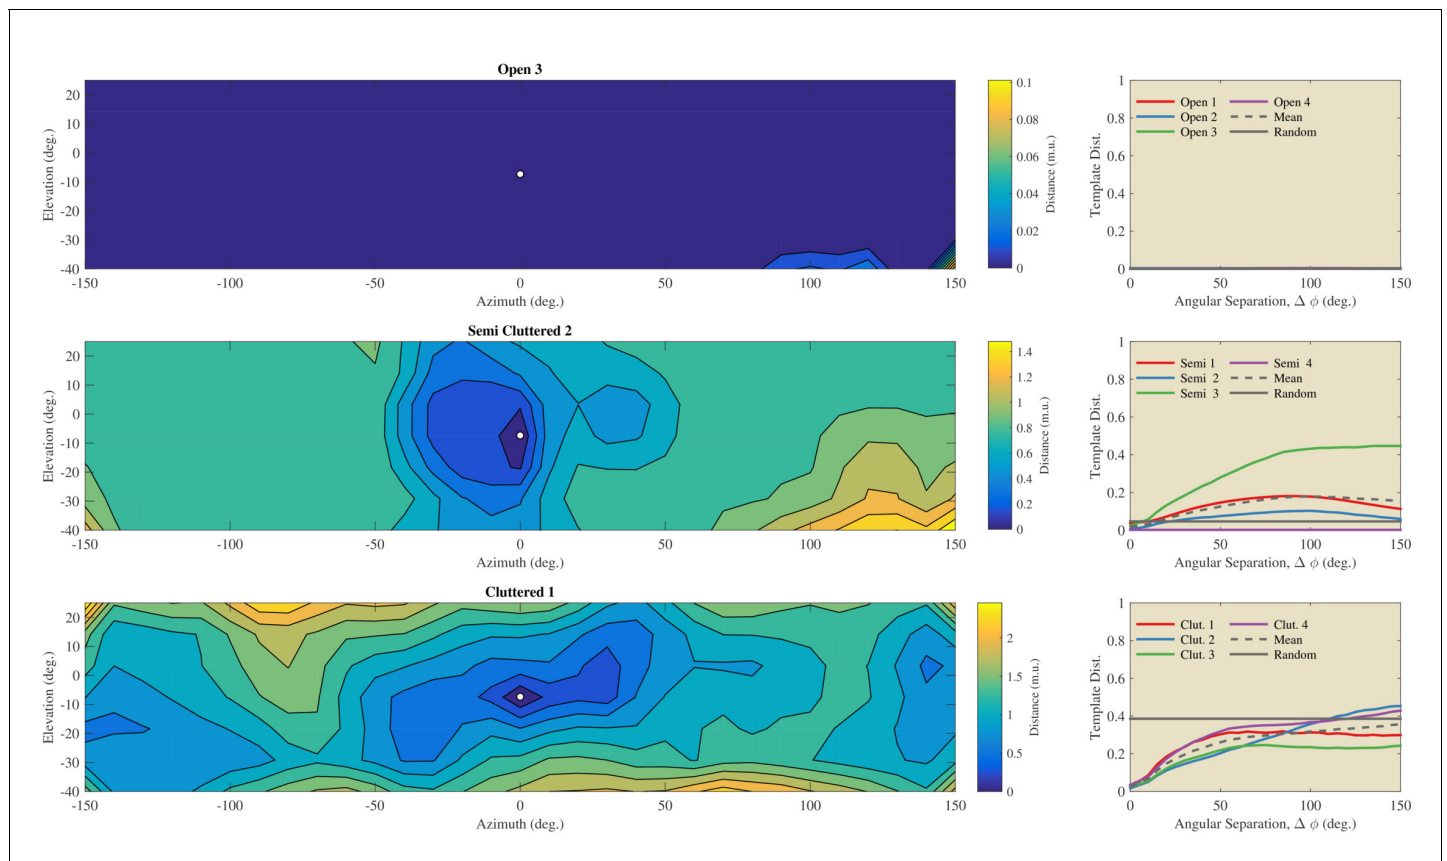 Open 3
20
10
0
-10
-20
-30
-40
Elevation (deg.)
-150 -100 -50 0 50 100 150
Azimuth (deg.)
0.1
0.08
0.06
0.04
0.02
0
Distance (m.u.)
1
0.8
0.6
0.4
0.2
0
Template Dist.
Open 1 Open 4
Open 2 Mean
Open 3 Random
0 50 100 150
Angular Separation, Δ ϕ (deg.)
Semi Cluttered 2
20
10
0
-10
-20
-30
-40
Elevation (deg.)
-150 -100 -50 0 50 100 150
Azimuth (deg.)
1.4
1.2
1
0.8
0.6
0.4
0.2
0
Distance (m.u.)
1
0.8
0.6
0.4
0.2
0
Template Dist.
Semi 1 Semi 4
Semi 2 Mean
Semi 3 Random
0 50 100 150
Angular Separation, Δ ϕ (deg.)
Cluttered 1
20
10
0
-10
-20
-30
-40
Elevation (deg.)
-150 -100 -50 0 50 100 150
Azimuth (deg.)
2
1.5
1
0.5
0
Distance (m.u.)
1
0.8
0.6
0.4
0.2
0
Template Dist.
Clut. 1 Clut. 4
Clut. 2 Mean
Clut. 3 Random
0 50 100 150
Angular Separation, Δ ϕ (deg.)